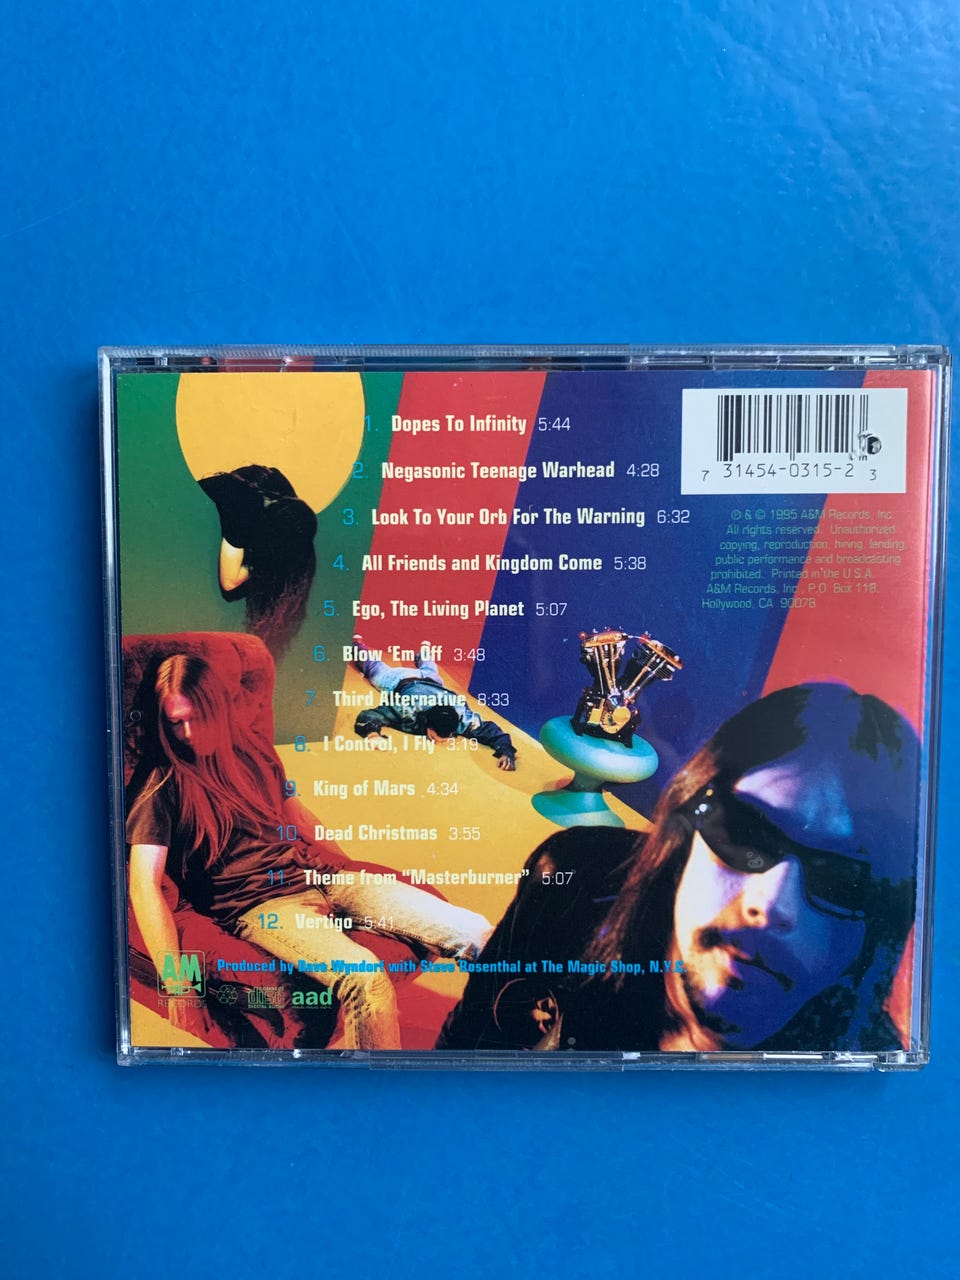 1. Dopes To Infinity 5:44
2. Negasonic Teenage Warhead 4:28
3. Look To Your Orb For The Warning 6:32
4. All Friends and Kingdom Come 5:38
5. Ego, The Living Planet 5:07
6. Blow 'Em Off 3:48
7. Third Alternative 8:33
8. I Control, I Fly 3:19
9. King of Mars 4:34
10. Dead Christmas 3:55
11. Theme from "Masterburner" 5:07
12. Vertigo 5:41
Produced by Dave Wyndorf with Steve Rosenthal at The Magic Shop, N.Y.C.
AM
RECORDS
COMPACT
disc
DIGITAL AUDIO
aad
7 31454-0315-2 3
℗ & © 1995 A&M Records, Inc.
All rights reserved. Unauthorized
copying, reproduction, hiring, lending,
public performance and broadcasting
prohibited. Printed in the U.S.A.
A&M Records, Inc., P.O. Box 118,
Hollywood, CA 90078